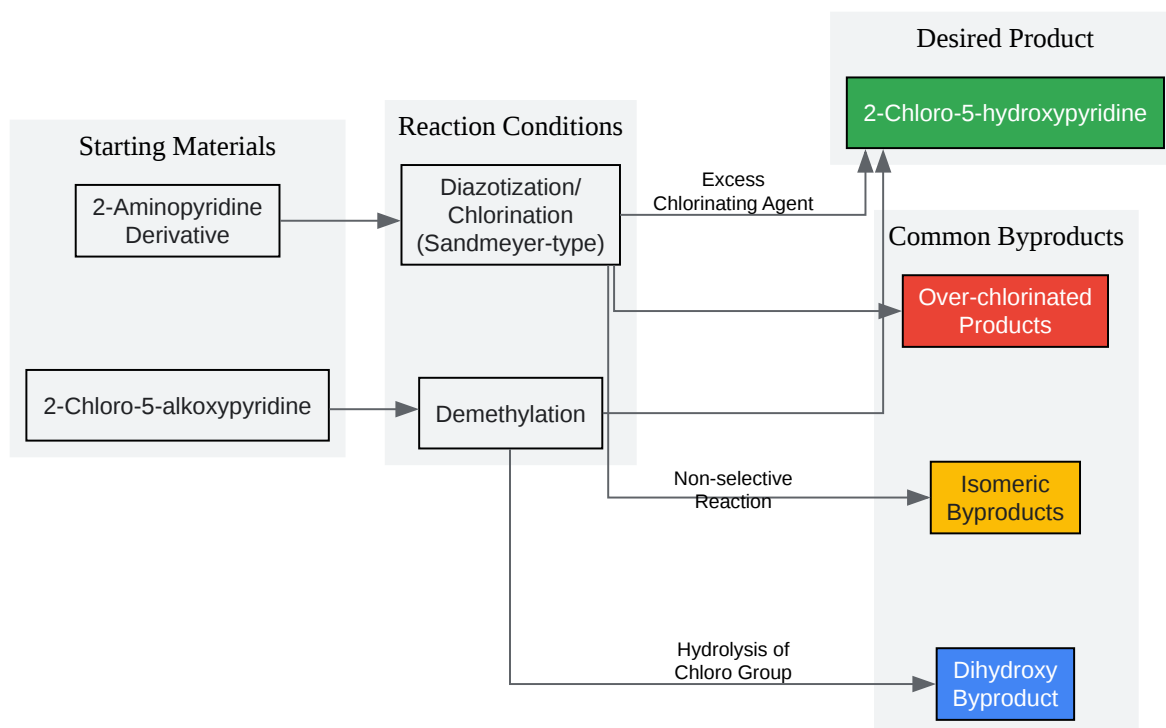 Desired Product
2-Chloro-5-hydroxypyridine
Starting Materials
2-Aminopyridine
Derivative
2-Chloro-5-alkoxypyridine
Reaction Conditions
Diazotization/
Chlorination
(Sandmeyer-type)
Demethylation
Excess
Chlorinating Agent
Non-selective
Reaction
Hydrolysis of
Chloro Group
Common Byproducts
Over-chlorinated
Products
Isomeric
Byproducts
Dihydroxy
Byproduct